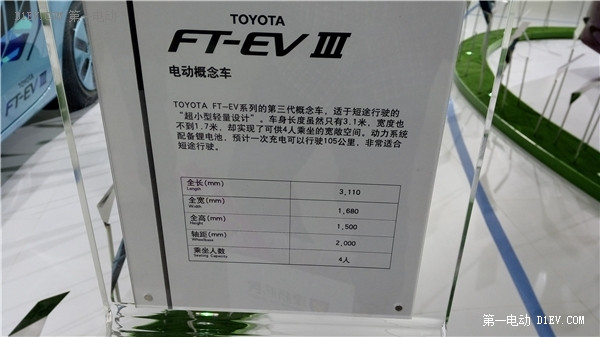 TOYOTA
FT-EV III
电动概念车
TOYOTA FT-EV系列的第三代概念车，适于短途行驶的
“超小型轻量设计”。车身长度虽然只有3.1米，宽度也
不到1.7米，却实现了可供4人乘坐的宽敞空间。动力系统
配备锂电池，预计一次充电可以行驶105公里，非常适合
短途行驶。
全长(mm) 3,110
Length
全宽(mm) 1,680
Width
全高(mm) 1,500
Height
轴距(mm) 2,000
Wheelbase
乘坐人数 4人
Seating Capacity
FT-EV III
第一电动 D1EV.COM